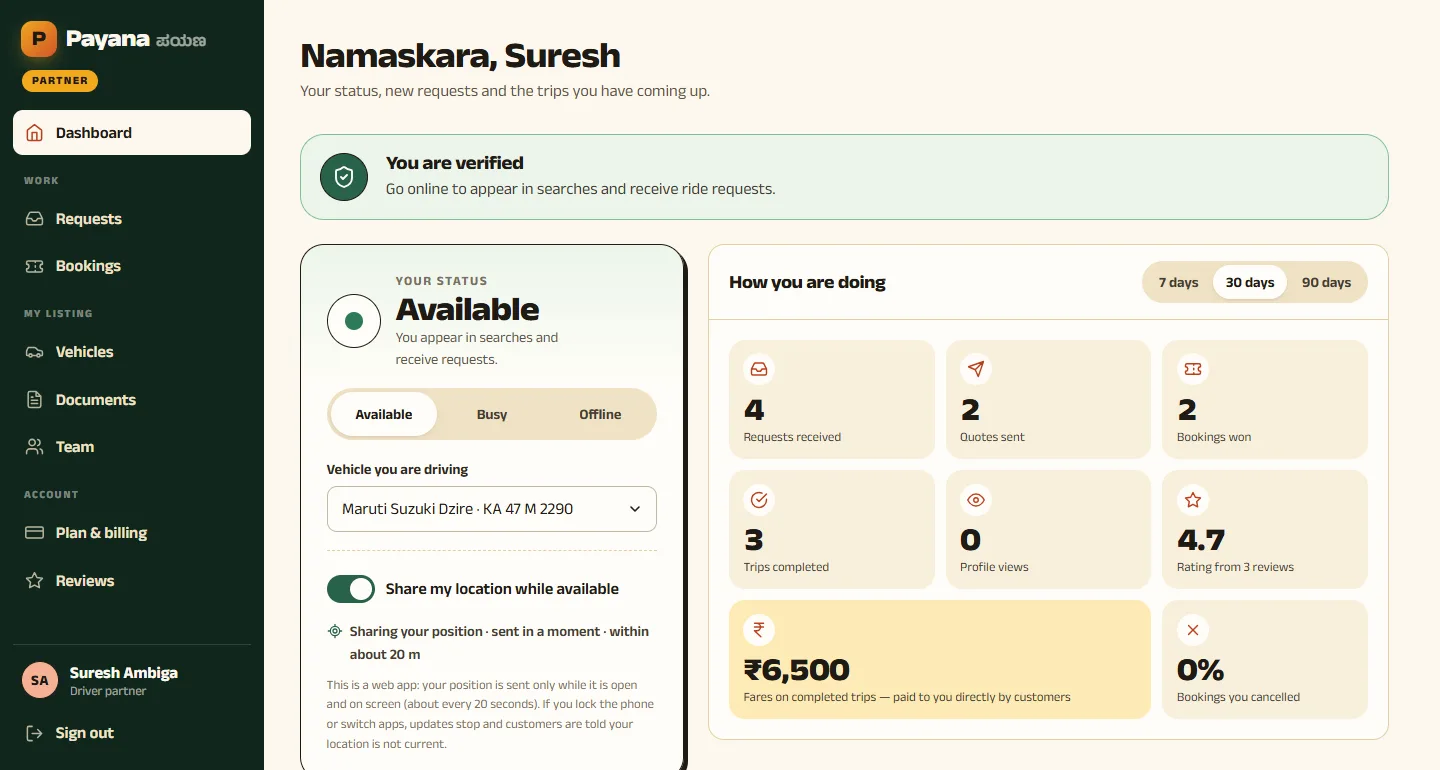 P Payana ಪಯಣ
PARTNER
Dashboard
WORK
Requests
Bookings
MY LISTING
Vehicles
Documents
Team
ACCOUNT
Plan & billing
Reviews
SA Suresh Ambiga
Driver partner
Sign out
Namaskara, Suresh
Your status, new requests and the trips you have coming up.
You are verified
Go online to appear in searches and receive ride requests.
YOUR STATUS
Available
You appear in searches and
receive requests.
Available Busy Offline
Vehicle you are driving
Maruti Suzuki Dzire · KA 47 M 2290
Share my location while available
Sharing your position · sent in a moment · within
about 20 m
This is a web app: your position is sent only while it is open
and on screen (about every 20 seconds). If you lock the phone
or switch apps, updates stop and customers are told your
location is not current.
How you are doing
7 days 30 days 90 days
4
Requests received
2
Quotes sent
2
Bookings won
3
Trips completed
0
Profile views
4.7
Rating from 3 reviews
₹
₹6,500
Fares on completed trips — paid to you directly by customers
0%
Bookings you cancelled